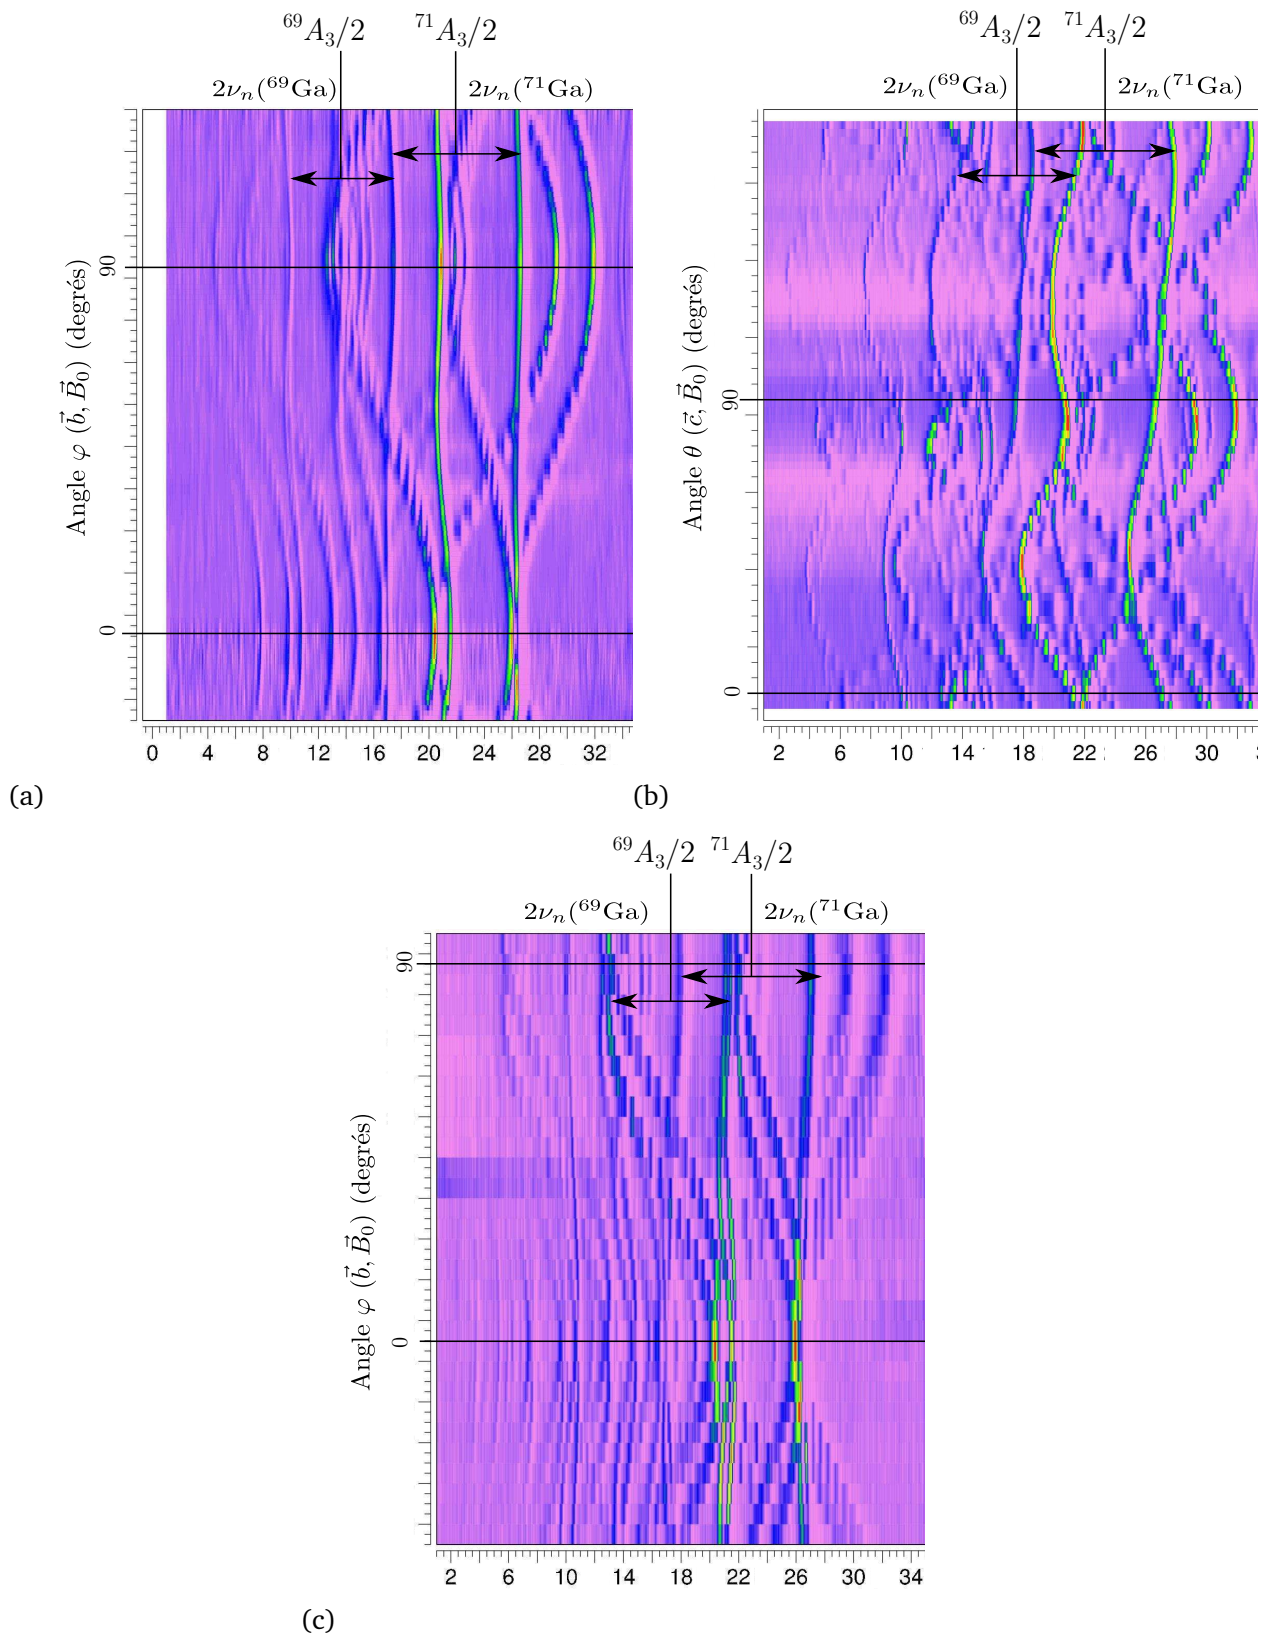 ⁶⁹A₃/2 ⁷¹A₃/2
2νₙ(⁶⁹Ga) 2νₙ(⁷¹Ga)
90
Angle φ (b⃗, B⃗₀) (degrés)
0
0 4 8 13 16 20 24 28 32
(a)
⁶⁹A₃/2 ⁷¹A₃/2
2νₙ(⁶⁹Ga) 2νₙ(⁷¹Ga)
90
Angle θ (c⃗, B⃗₀) (degrés)
0
2 6 10 14 18 22 26 30
(b)
⁶⁹A₃/2 ⁷¹A₃/2
2νₙ(⁶⁹Ga) 2νₙ(⁷¹Ga)
90
Angle φ (b⃗, B⃗₀) (degrés)
0
2 6 10 14 18 22 26 30 34
(c)